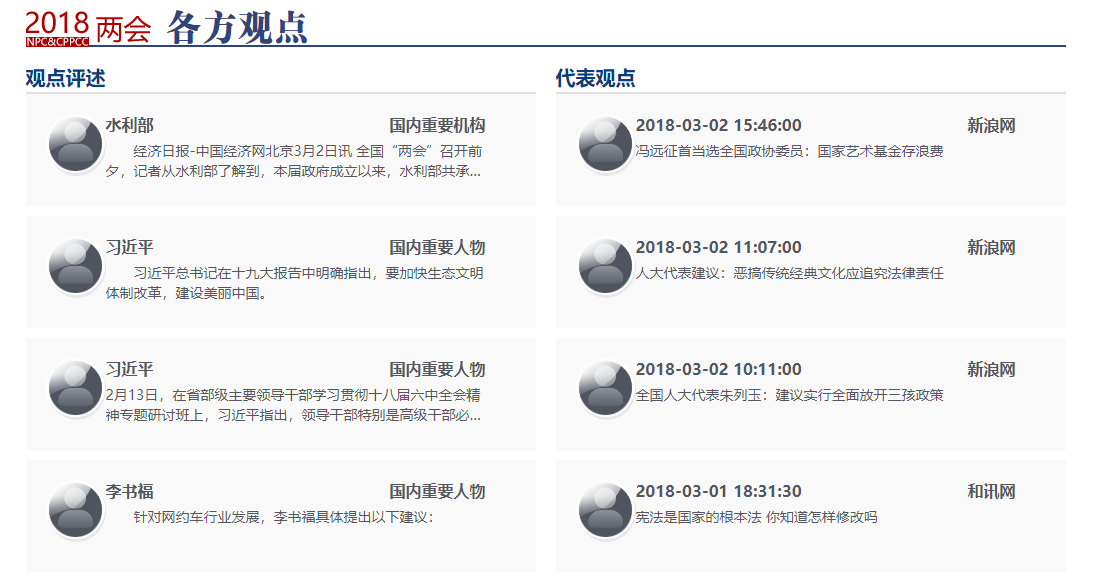 2018 两会 各方观点
NPC&CPPCC
观点评述
水利部 国内重要机构
经济日报-中国经济网北京3月2日讯 全国“两会”召开前
夕，记者从水利部了解到，本届政府成立以来，水利部共承...
习近平 国内重要人物
习近平总书记在十九大报告中明确指出，要加快生态文明
体制改革，建设美丽中国。
习近平 国内重要人物
2月13日，在省部级主要领导干部学习贯彻十八届六中全会精
神专题研讨班上，习近平指出，领导干部特别是高级干部必...
李书福 国内重要人物
针对网约车行业发展，李书福具体提出以下建议：
代表观点
2018-03-02 15:46:00 新浪网
冯远征首当选全国政协委员：国家艺术基金存浪费
2018-03-02 11:07:00 新浪网
人大代表建议：恶搞传统经典文化应追究法律责任
2018-03-02 10:11:00 新浪网
全国人大代表朱列玉：建议实行全面放开三孩政策
2018-03-01 18:31:30 和讯网
宪法是国家的根本法 你知道怎样修改吗